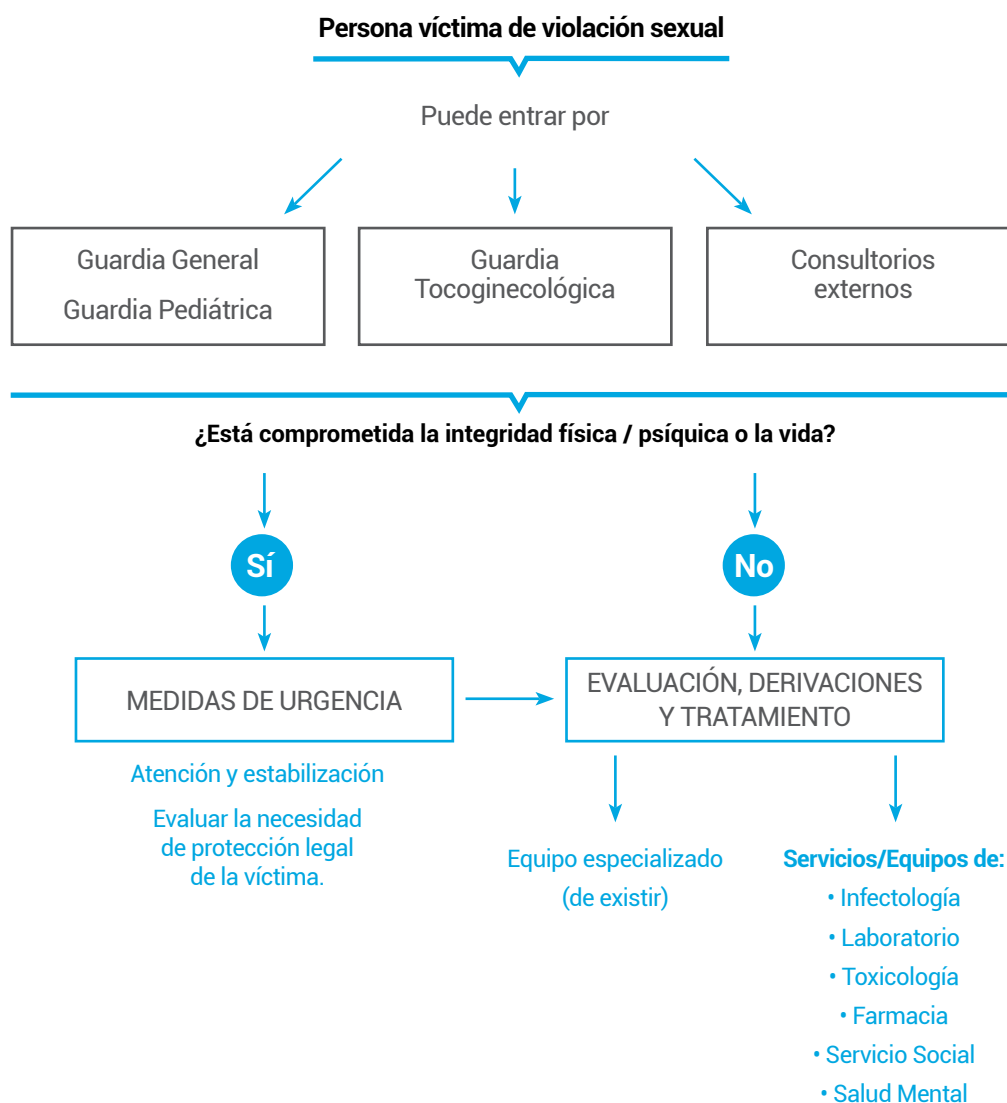 Persona víctima de violación sexual
Puede entrar por
Guardia General
Guardia Pediátrica
Guardia
Tocoginecológica
Consultorios
externos
¿Está comprometida la integridad física / psíquica o la vida?
Sí
No
MEDIDAS DE URGENCIA
EVALUACIÓN, DERIVACIONES
Y TRATAMIENTO
Atención y estabilización
Evaluar la necesidad
de protección legal
de la víctima.
Equipo especializado
(de existir)
Servicios/Equipos de:
• Infectología
• Laboratorio
• Toxicología
• Farmacia
• Servicio Social
• Salud Mental